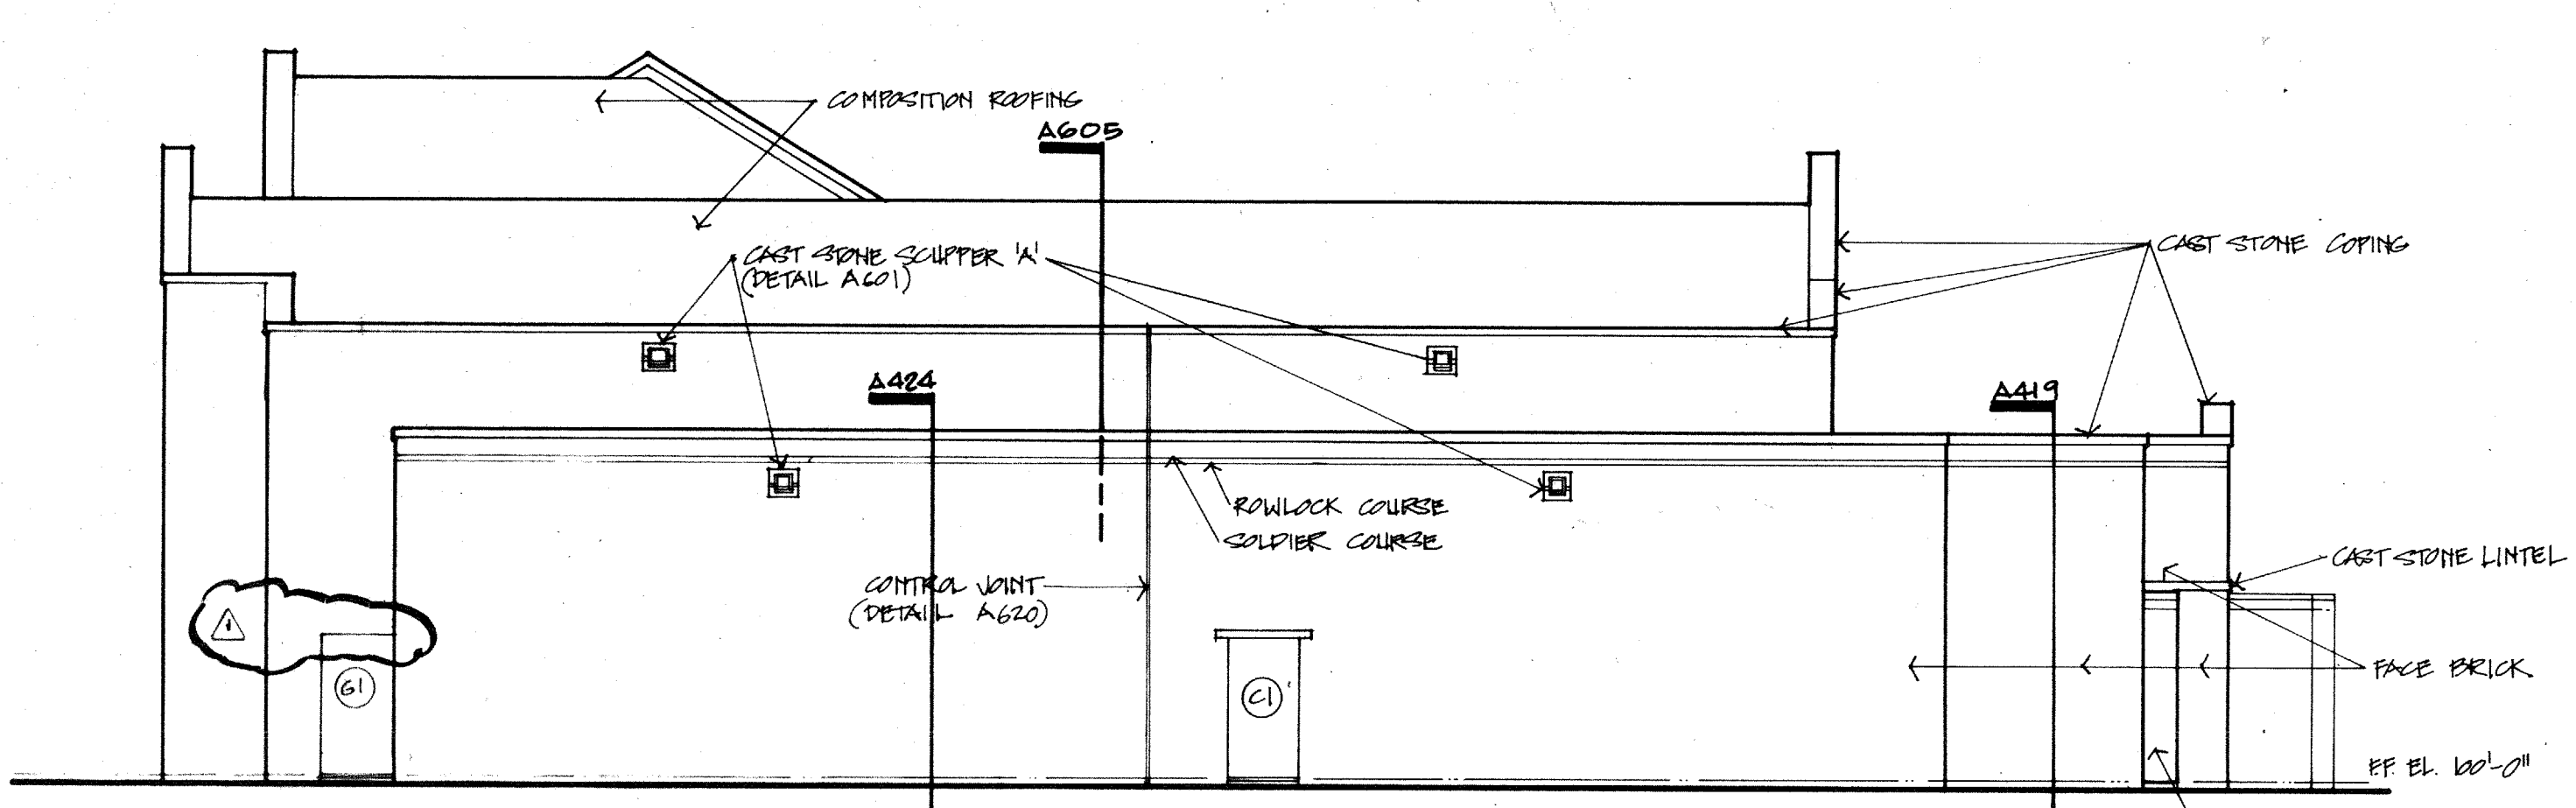 COMPOSITION ROOFING
A605
CAST STONE SCUPPER 'A'
(DETAIL A601)
CAST STONE COPING
A424
A419
ROWLOCK COURSE
SOLDIER COURSE
CAST STONE LINTEL
CONTROL JOINT
(DETAIL A620)
1
G1
C1
FACE BRICK
FF. EL. 100'-0"